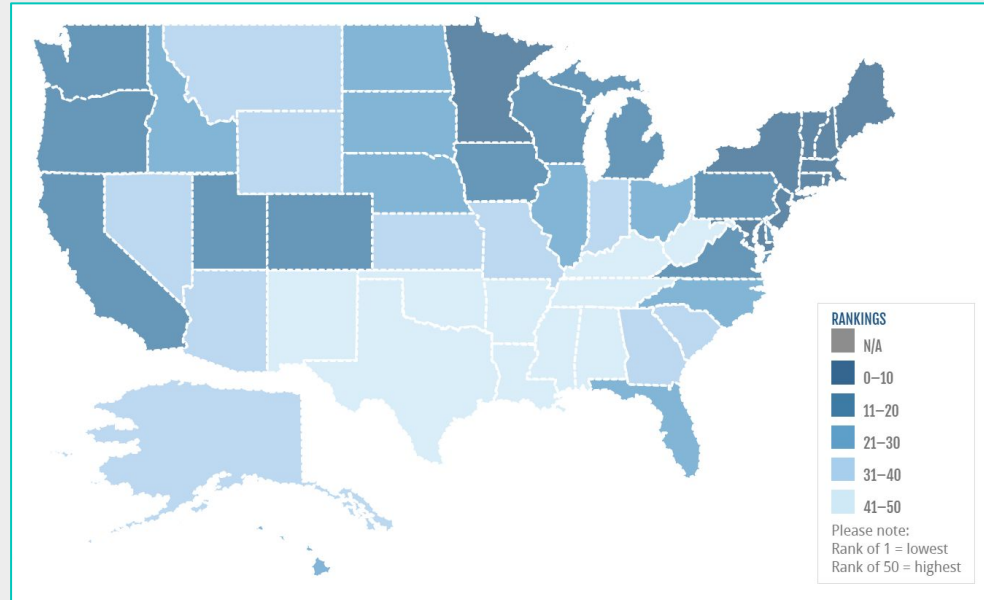 RANKINGS
N/A
0–10
11–20
21–30
31–40
41–50
Please note:
Rank of 1 = lowest
Rank of 50 = highest